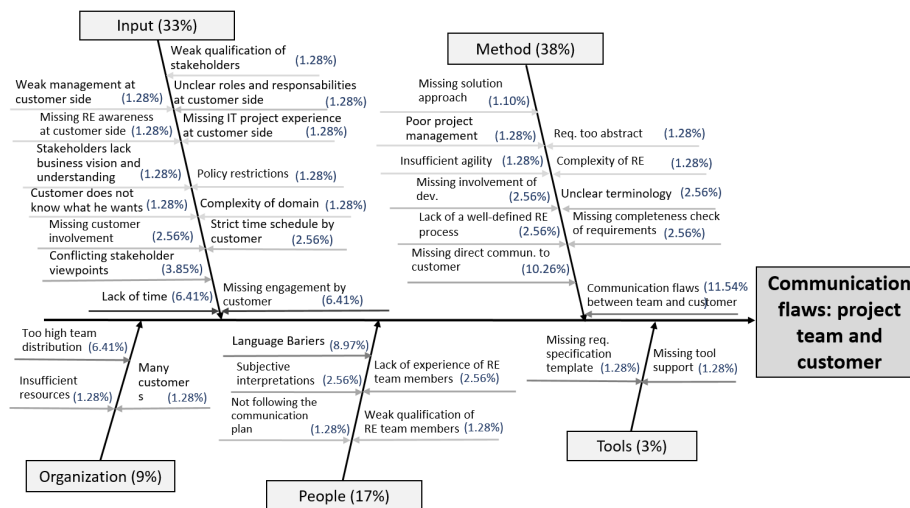 Input (33%)
Weak qualification of
stakeholders (1.28%)
Weak management at
customer side (1.28%)
Unclear roles and responsabilities
at customer side (1.28%)
Missing RE awareness
at customer side (1.28%)
Missing IT project experience
at customer side (1.28%)
Stakeholders lack
business vision and
understanding (1.28%)
Policy restrictions (1.28%)
Customer does not
know what he wants (1.28%)
Complexity of domain (1.28%)
Missing customer
involvement (2.56%)
Strict time schedule by
customer (2.56%)
Conflicting stakeholder
viewpoints (3.85%)
Lack of time (6.41%)
Missing engagement by
customer (6.41%)
Method (38%)
Missing solution
approach (1.10%)
Poor project
management (1.28%)
Req. too abstract (1.28%)
Insufficient agility (1.28%)
Complexity of RE (1.28%)
Missing involvement of
dev. (2.56%)
Unclear terminology (2.56%)
Lack of a well-defined RE
process (2.56%)
Missing completeness check
of requirements (2.56%)
Missing direct commun. to
customer (10.26%)
Communication flaws (11.54%)
between team and customer
Communication
flaws: project
team and
customer
Too high team
distribution (6.41%)
Insufficient
resources (1.28%)
Many
customer
s (1.28%)
Organization (9%)
Language Bariers (8.97%)
Subjective
interpretations (2.56%)
Lack of experience of RE
team members (2.56%)
Not following the
communication
plan (1.28%)
Weak qualification of
RE team members (1.28%)
People (17%)
Missing req.
specification
template (1.28%)
Missing tool
support (1.28%)
Tools (3%)